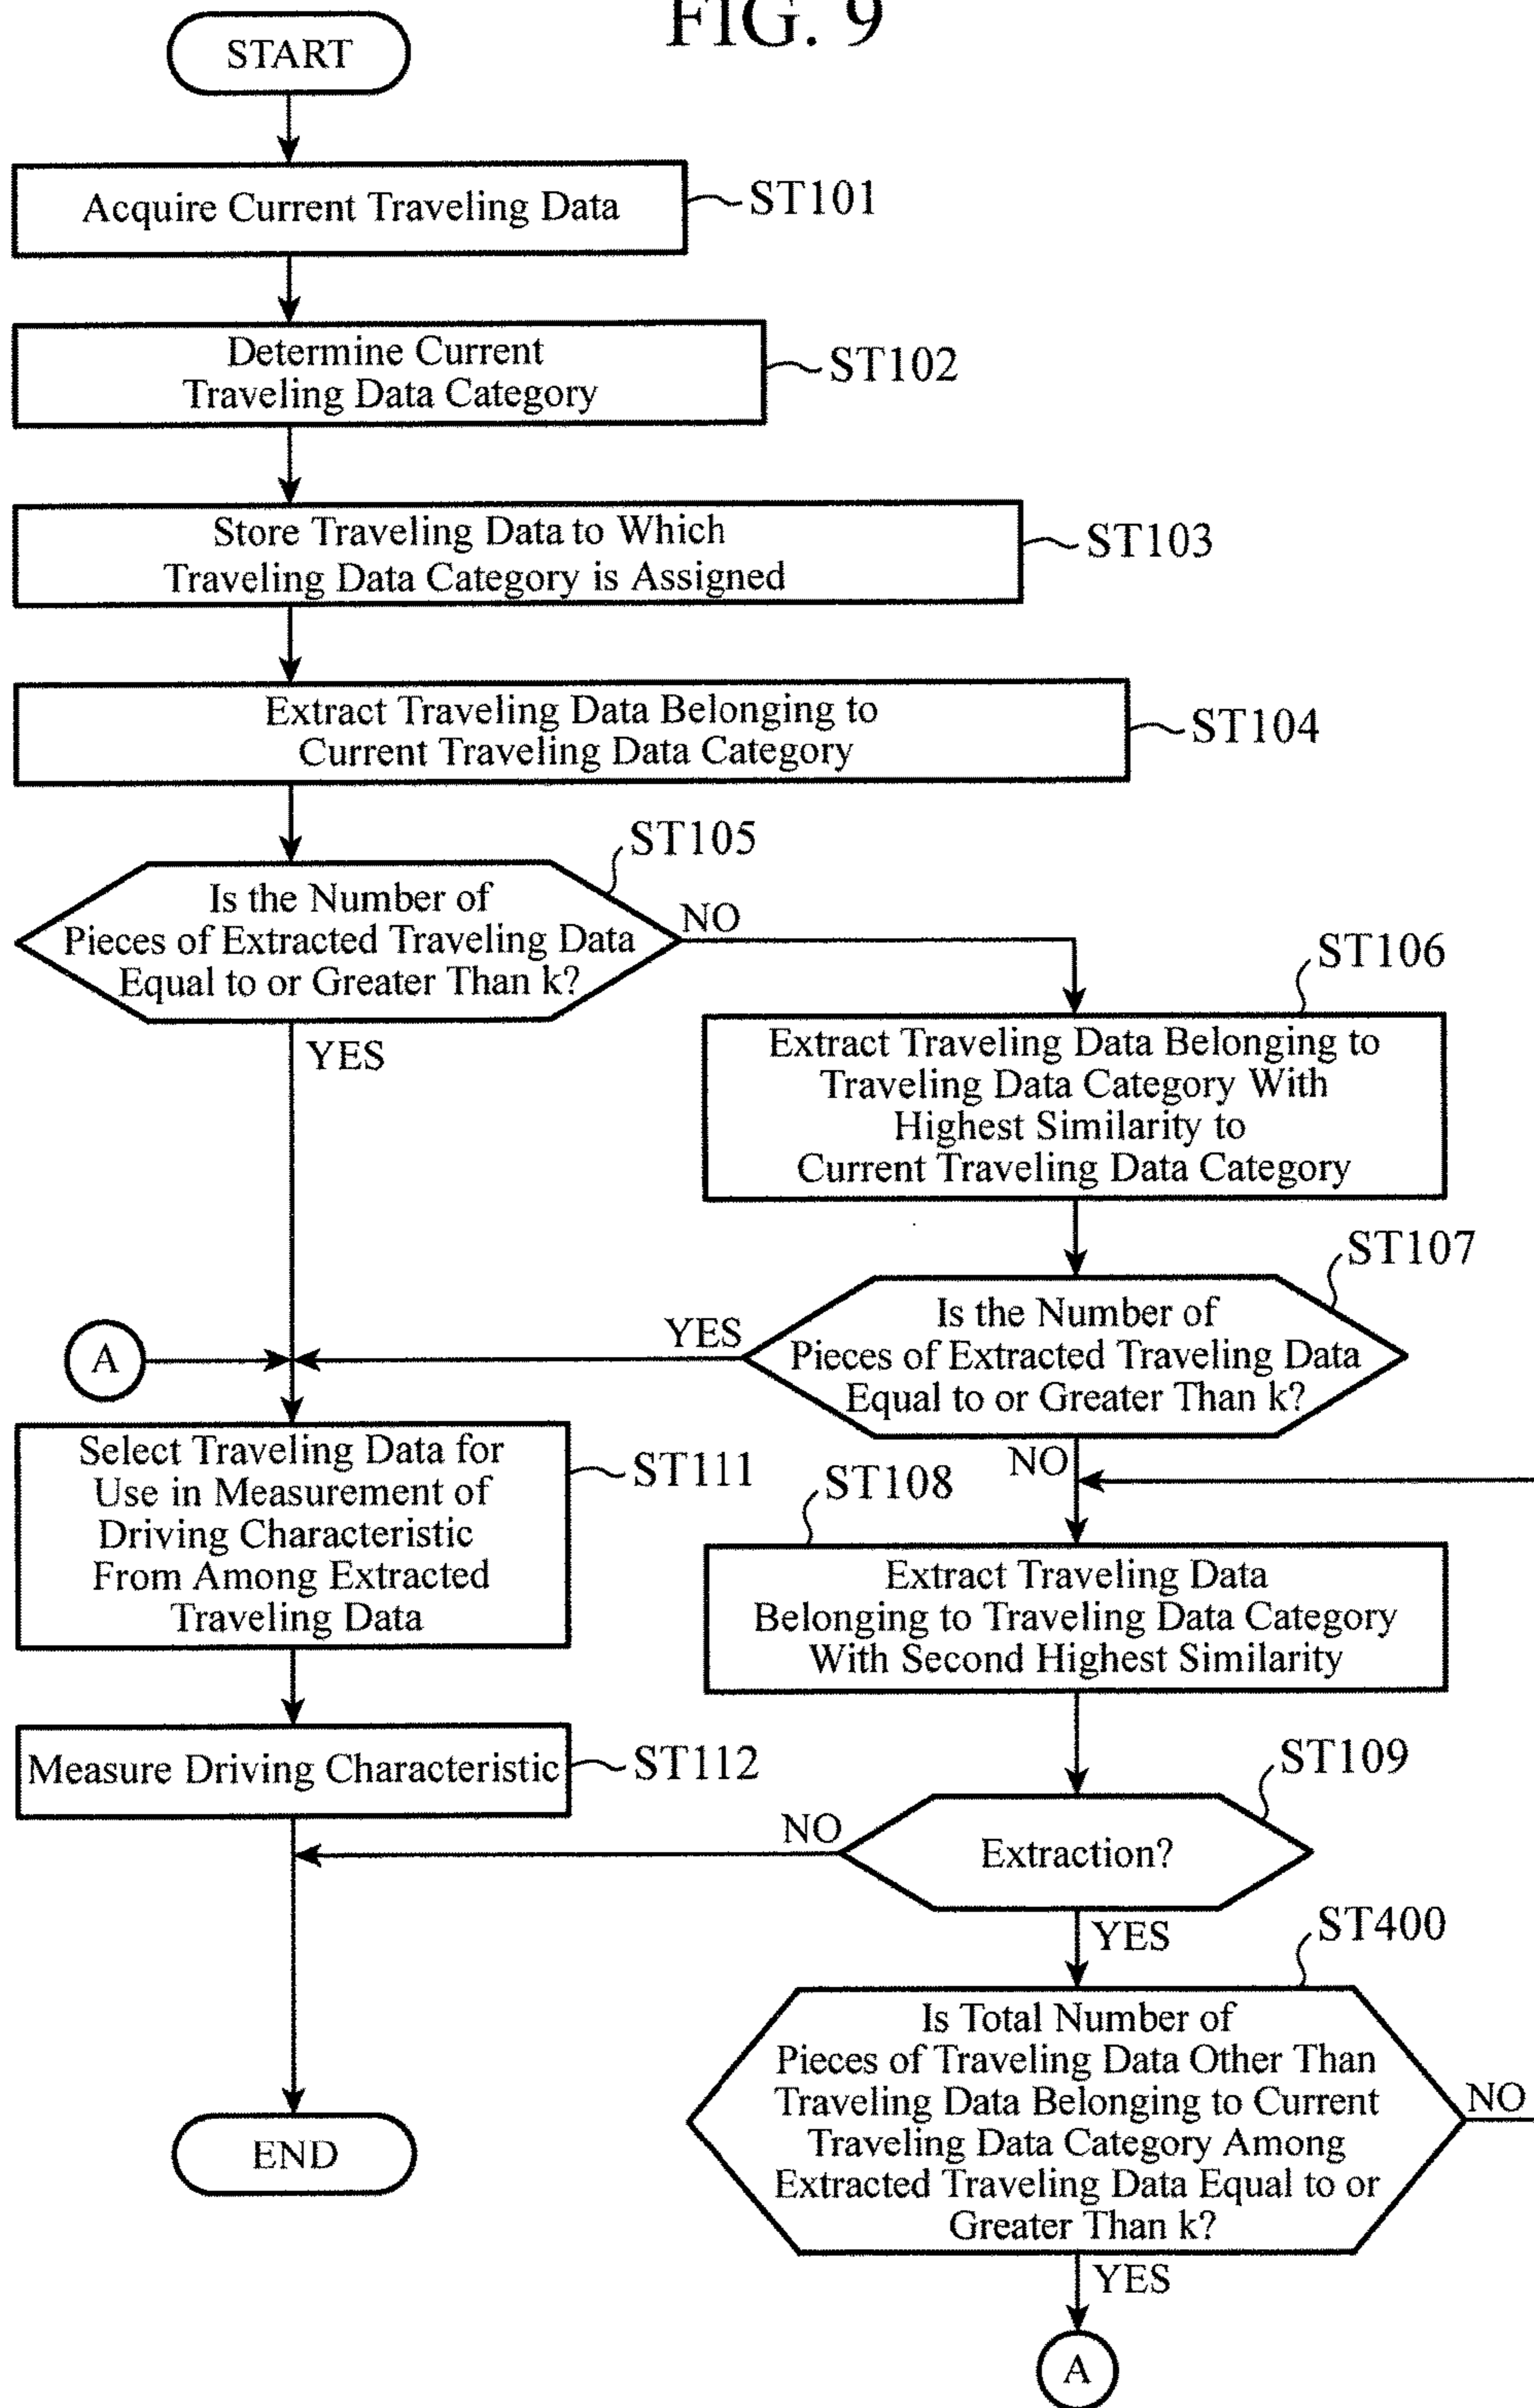 FIG. 9
START
Acquire Current Traveling Data
ST101
Determine Current
Traveling Data Category
ST102
Store Traveling Data to Which
Traveling Data Category is Assigned
ST103
Extract Traveling Data Belonging to
Current Traveling Data Category
ST104
ST105
Is the Number of
Pieces of Extracted Traveling Data
Equal to or Greater Than k?
NO
YES
ST106
Extract Traveling Data Belonging to
Traveling Data Category With
Highest Similarity to
Current Traveling Data Category
ST107
Is the Number of
Pieces of Extracted Traveling Data
Equal to or Greater Than k?
YES
NO
A
Select Traveling Data for
Use in Measurement of
Driving Characteristic
From Among Extracted
Traveling Data
ST111
ST108
Extract Traveling Data
Belonging to Traveling Data Category
With Second Highest Similarity
Measure Driving Characteristic
ST112
ST109
Extraction?
NO
YES
ST400
Is Total Number of
Pieces of Traveling Data Other Than
Traveling Data Belonging to Current
Traveling Data Category Among
Extracted Traveling Data Equal to or
Greater Than k?
NO
YES
END
A